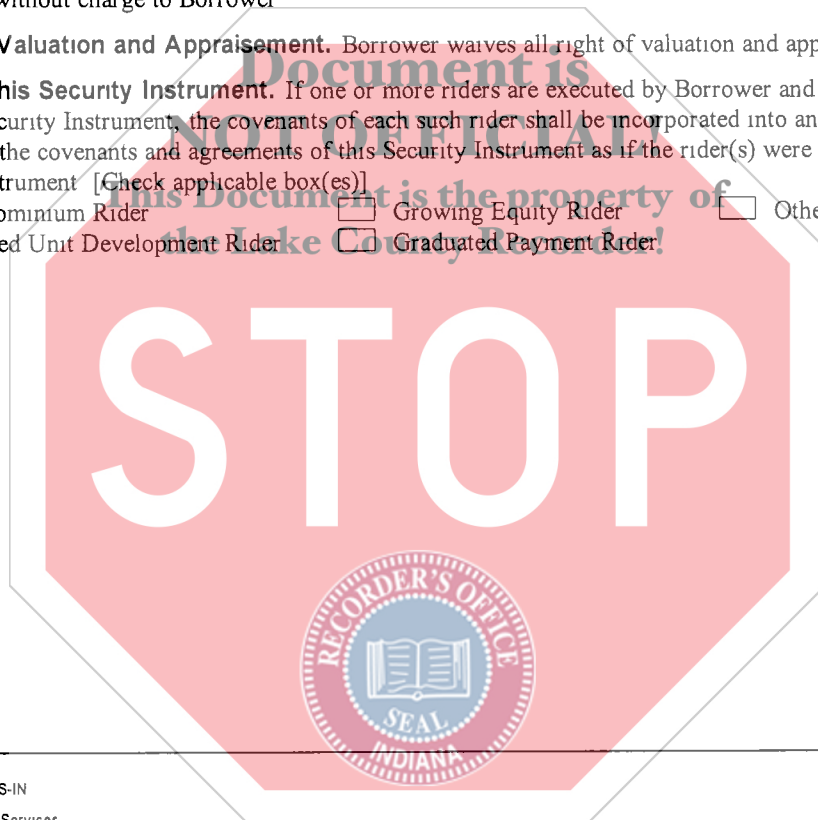 without charge to Borrower
Valuation and Appraisement. Borrower waives all right of valuation and app
Document is
his Security Instrument. If one or more riders are executed by Borrower and
curity Instrument, the covenants of each such rider shall be incorporated into an
NOT OFFICIAL!
the covenants and agreements of this Security Instrument as if the rider(s) were
trument [Check applicable box(es)]
This Document is the property of
ominium Rider Growing Equity Rider Othe
ed Unit Development Rider Graduated Payment Rider
the Lake County Recorder!
STOP
RECORDER'S OFFICE
SEAL
INDIANA
S-IN
Services